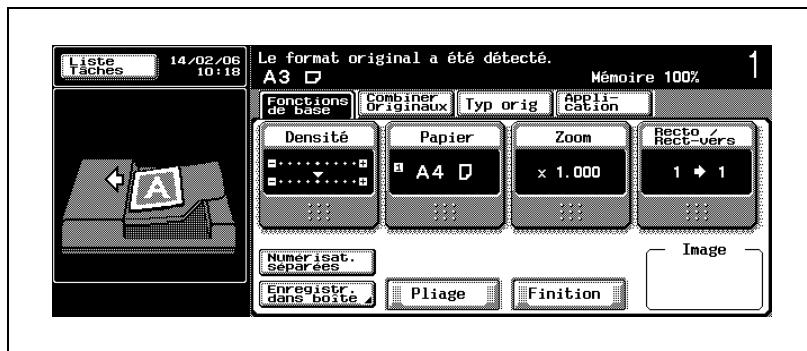 Liste
Tâches
14/02/06
10:18
Le format original a été détecté.
A3
Mémoire 100%
1
Fonctions
de base
Combiner
Originaux
Typ orig
Appli-
cation
Densité
Papier
Zoom
Recto /
Rect-vers
1 A4
x 1.000
1 ➔ 1
A
Numérisat.
séparées
Image
Enregistr.
dans boîte
Pliage
Finition